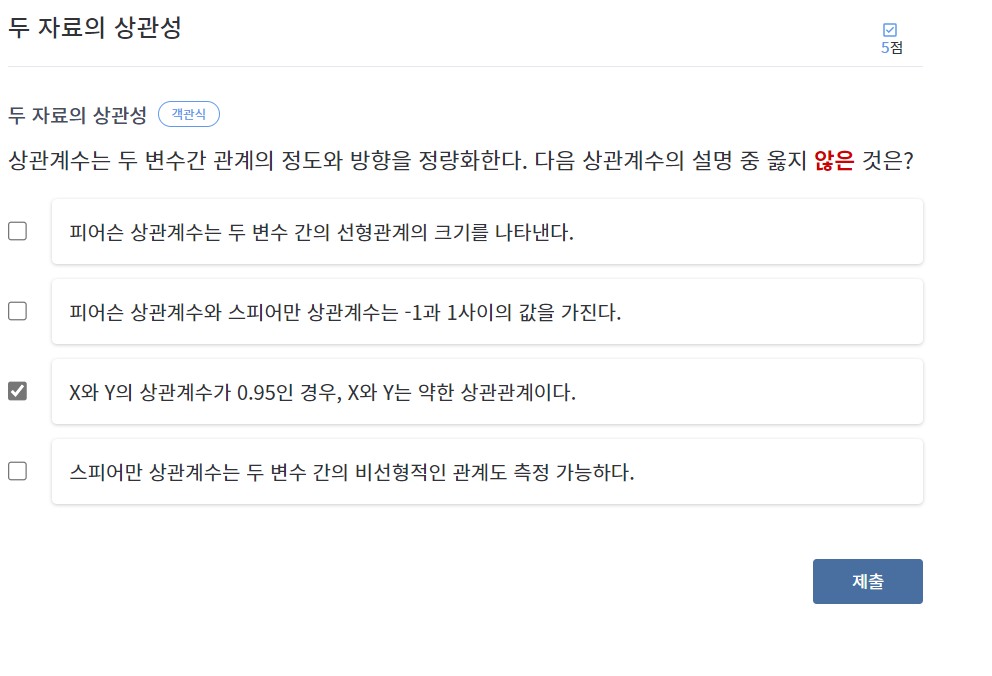 두 자료의 상관성
5점
두 자료의 상관성 객관식
상관계수는 두 변수간 관계의 정도와 방향을 정량화한다. 다음 상관계수의 설명 중 옳지 않은 것은?
피어슨 상관계수는 두 변수 간의 선형관계의 크기를 나타낸다.
피어슨 상관계수와 스피어만 상관계수는 -1과 1사이의 값을 가진다.
X와 Y의 상관계수가 0.95인 경우, X와 Y는 약한 상관관계이다.
스피어만 상관계수는 두 변수 간의 비선형적인 관계도 측정 가능하다.
제출